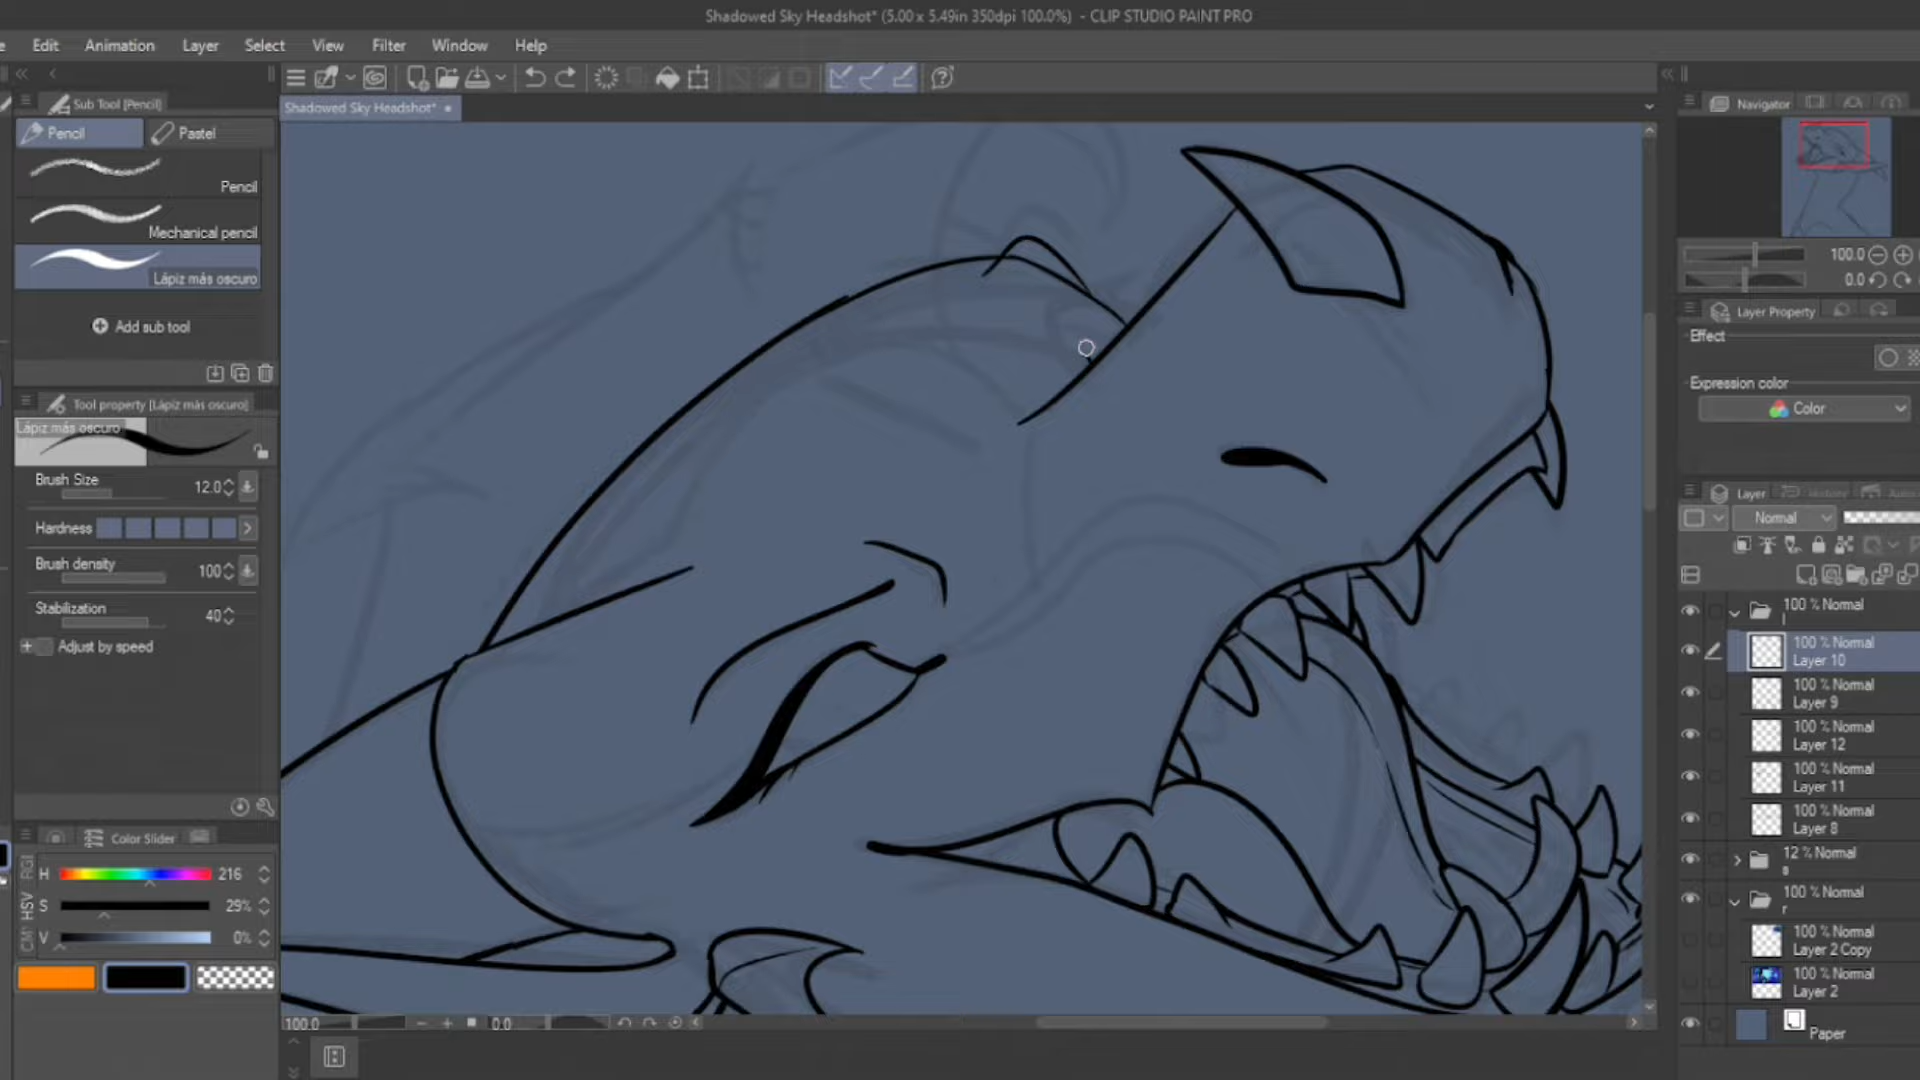 Shadowed Sky Headshot* (5.00 x 5.49in 350dpi 100.0%) - CLIP STUDIO PAINT PRO
e Edit Animation Layer Select View Filter Window Help
Sub Tool [Pencil]
Pencil Pastel
Pencil
Mechanical pencil
Lápiz más oscuro
Add sub tool
Tool property [Lápiz más oscuro]
Lápiz más oscuro
Brush Size 12.0
Hardness
Brush density 100
Stabilization 40
Adjust by speed
Color Slider
RGB
HSV
H 216
S 29%
V 0%
Shadowed Sky Headshot*
100.0 0.0
Navigator
100.0
0.0
Layer Property
Effect
Expression color
Color
Layer History
Normal
100 % Normal
l
100 % Normal
Layer 10
100 % Normal
Layer 9
100 % Normal
Layer 12
100 % Normal
Layer 11
100 % Normal
Layer 8
12 % Normal
s
100 % Normal
r
100 % Normal
Layer 2 Copy
100 % Normal
Layer 2
Paper